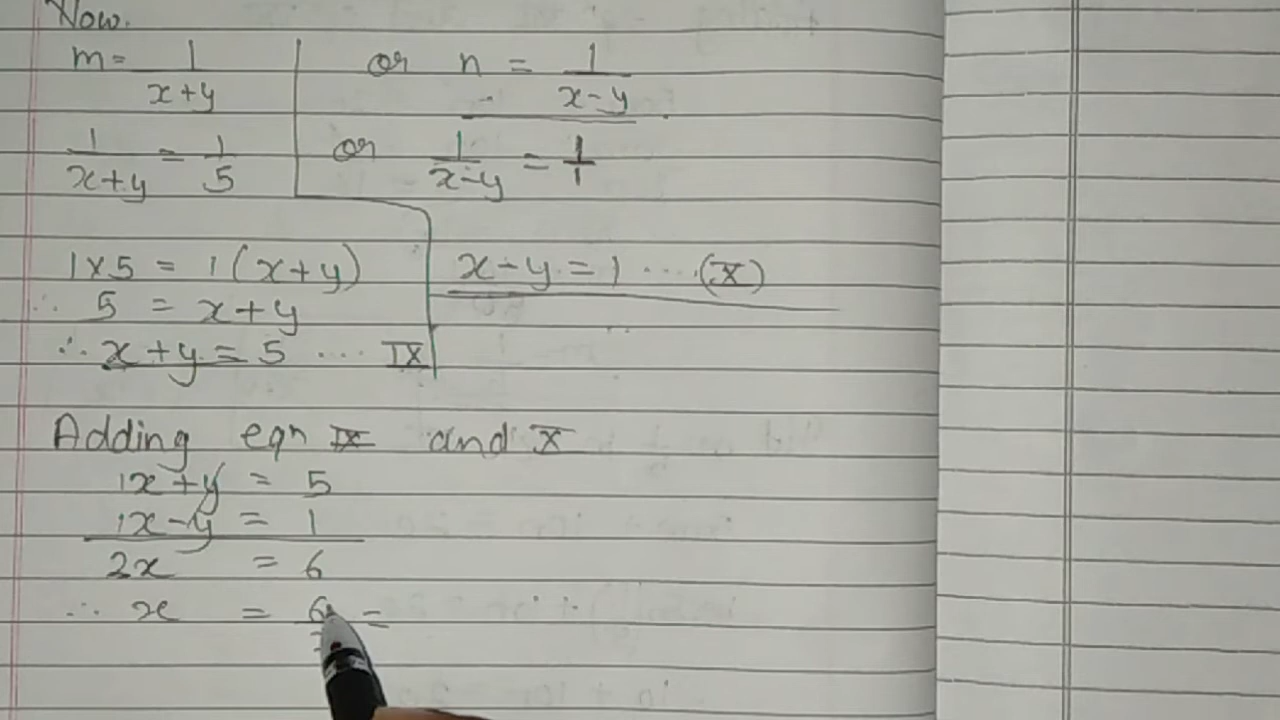 Now.
m = 1/(x+y) or n = 1/(x-y)
1/(x+y) = 1/5 or 1/(x-y) = 1/1
1×5 = 1(x+y) x-y = 1 ....(X)
∴ 5 = x+y
∴ x+y = 5 .... IX
Adding eqn IX and X
1x+y = 5
1x-y = 1
2x = 6
∴ x = 6/ =